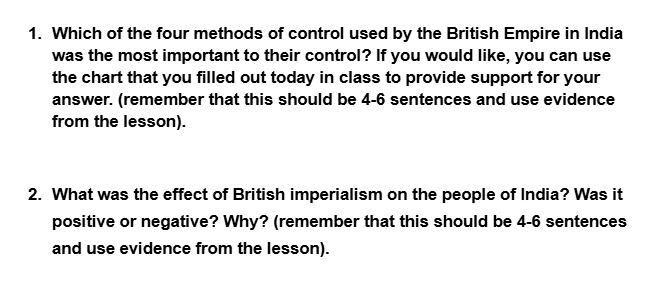 1. Which of the four methods of control used by the British Empire in India
was the most important to their control? If you would like, you can use
the chart that you filled out today in class to provide support for your
answer. (remember that this should be 4-6 sentences and use evidence
from the lesson).
2. What was the effect of British imperialism on the people of India? Was it
positive or negative? Why? (remember that this should be 4-6 sentences
and use evidence from the lesson).